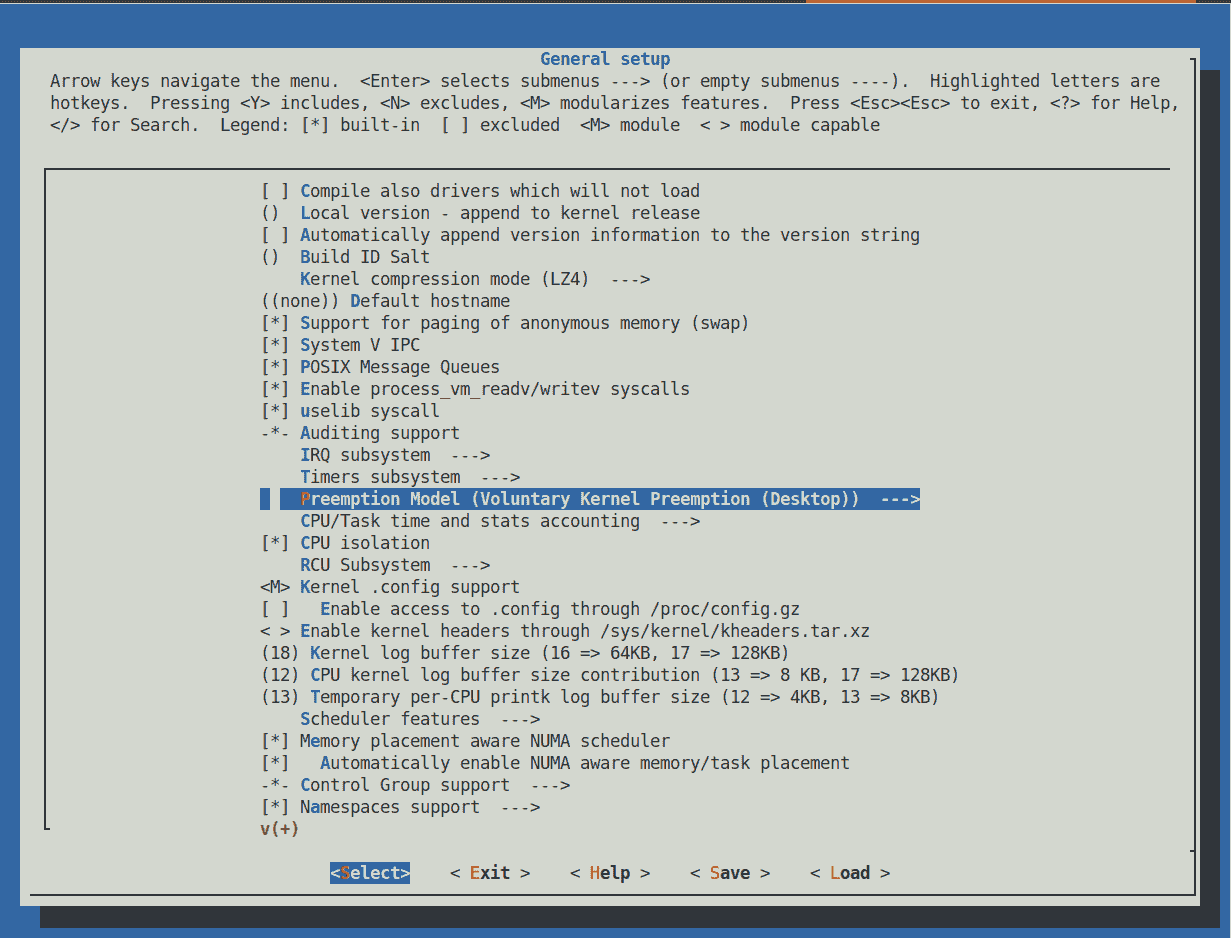 General setup
Arrow keys navigate the menu.  <Enter> selects submenus ---> (or empty submenus ----).  Highlighted letters are
hotkeys.  Pressing <Y> includes, <N> excludes, <M> modularizes features.  Press <Esc><Esc> to exit, <?> for Help,
</> for Search.  Legend: [*] built-in  [ ] excluded  <M> module  < > module capable
[ ] Compile also drivers which will not load
()  Local version - append to kernel release
[ ] Automatically append version information to the version string
()  Build ID Salt
    Kernel compression mode (LZ4)  --->
((none)) Default hostname
[*] Support for paging of anonymous memory (swap)
[*] System V IPC
[*] POSIX Message Queues
[*] Enable process_vm_readv/writev syscalls
[*] uselib syscall
-*- Auditing support
    IRQ subsystem  --->
    Timers subsystem  --->
    Preemption Model (Voluntary Kernel Preemption (Desktop))  --->
    CPU/Task time and stats accounting  --->
[*] CPU isolation
    RCU Subsystem  --->
<M> Kernel .config support
[ ]   Enable access to .config through /proc/config.gz
< > Enable kernel headers through /sys/kernel/kheaders.tar.xz
(18) Kernel log buffer size (16 => 64KB, 17 => 128KB)
(12) CPU kernel log buffer size contribution (13 => 8 KB, 17 => 128KB)
(13) Temporary per-CPU printk log buffer size (12 => 4KB, 13 => 8KB)
    Scheduler features  --->
[*] Memory placement aware NUMA scheduler
[*]   Automatically enable NUMA aware memory/task placement
-*- Control Group support  --->
[*] Namespaces support  --->
v(+)
<Select>    < Exit >    < Help >    < Save >    < Load >